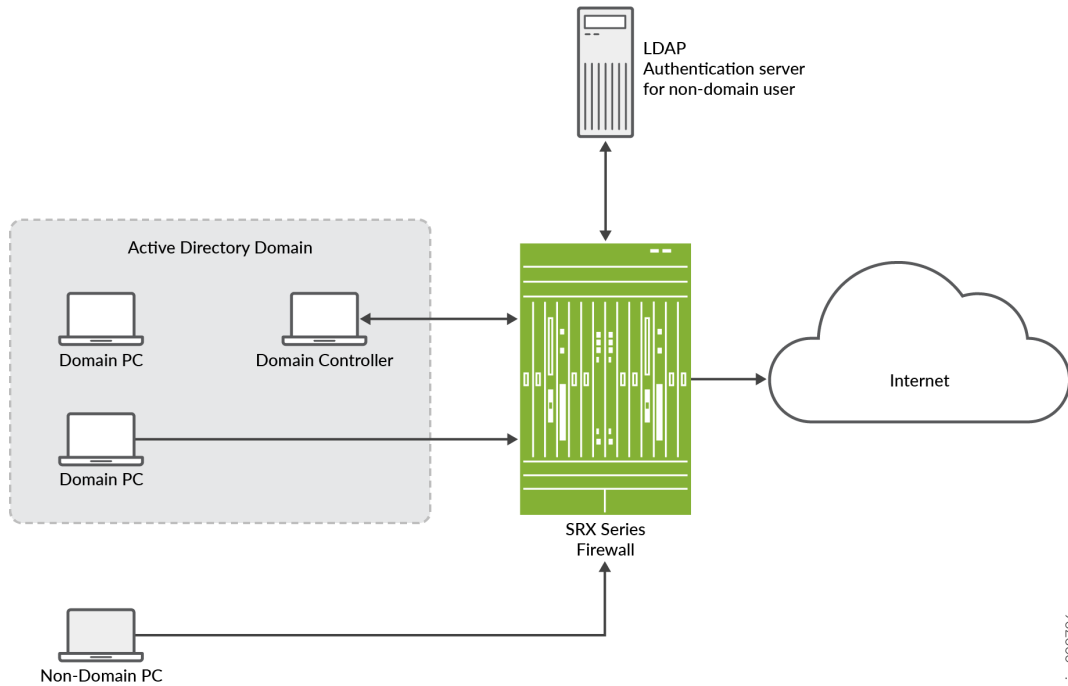 LDAP
Authentication server
for non-domain user
Active Directory Domain
Domain PC
Domain Controller
Domain PC
Internet
SRX Series
Firewall
Non-Domain PC